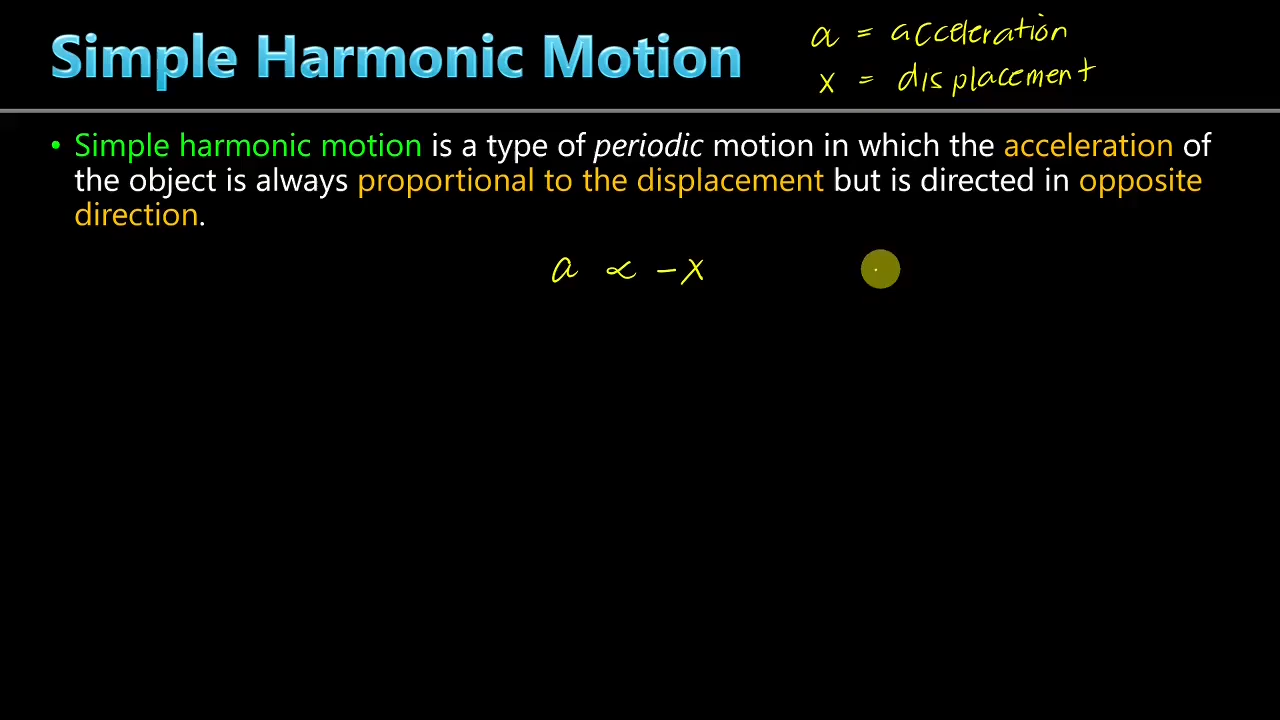 Simple Harmonic Motion
a = acceleration
x = displacement
• Simple harmonic motion is a type of periodic motion in which the acceleration of
the object is always proportional to the displacement but is directed in opposite
direction.
a ∝ -x